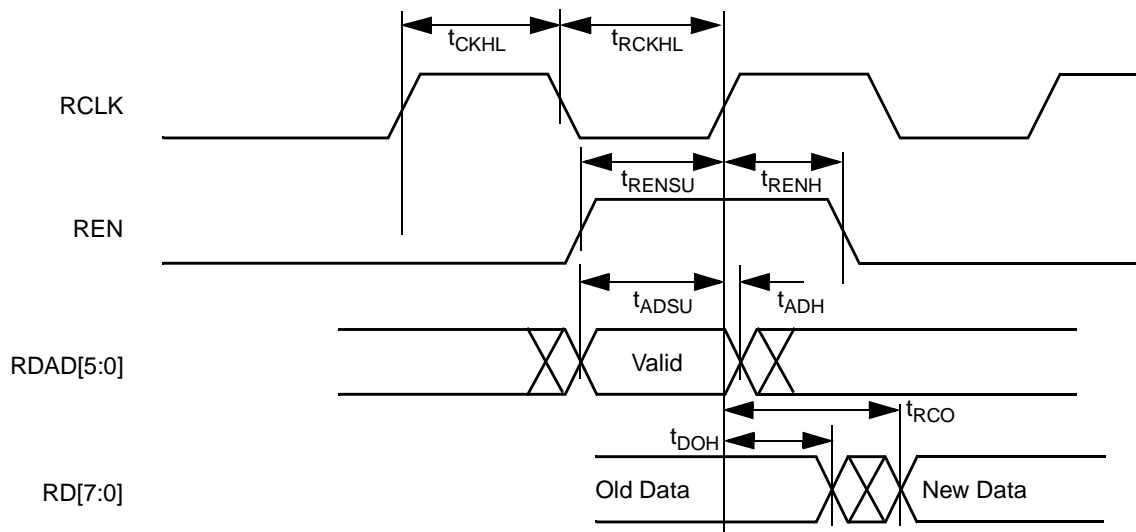 tCKHL tRCKHL
RCLK
tRENSU tRENH
REN
tADSU tADH
RDAD[5:0] Valid
tRCO
tDOH
RD[7:0] Old Data New Data